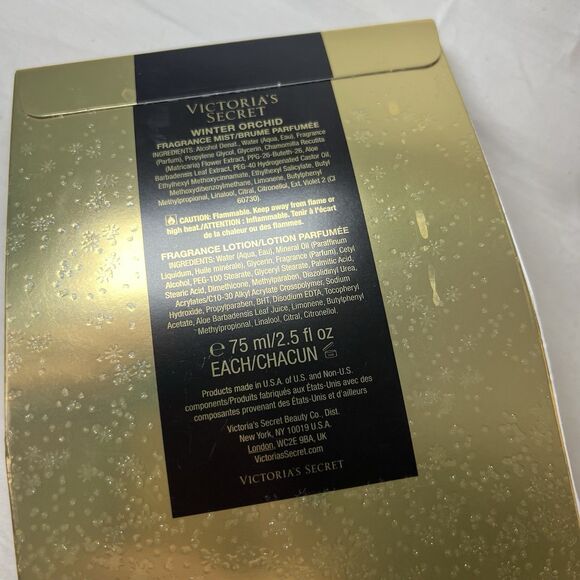 VICTORIA'S
SECRET
WINTER ORCHID
FRAGRANCE MIST/BRUME PARFUMÉE
INGREDIENTS: Alcohol Denat., Water (Aqua, Eau), Fragrance
(Parfum), Propylene Glycol, Glycerin, Chamomilla Recutita
(Matricaria) Flower Extract, PPG-26-Buteth-26, Aloe
Barbadensis Leaf Extract, PEG-40 Hydrogenated Castor Oil,
Ethylhexyl Methoxycinnamate, Ethylhexyl Salicylate, Butyl
Methoxydibenzoylmethane, Limonene, Butylphenyl
Methylpropional, Linalool, Citral, Citronellol, Ext. Violet 2 (CI
60730).
CAUTION: Flammable. Keep away from flame or
high heat./ATTENTION : Inflammable. Tenir à l'écart
de la chaleur ou des flammes.
FRAGRANCE LOTION/LOTION PARFUMÉE
INGREDIENTS: Water (Aqua, Eau), Mineral Oil (Paraffinum
Liquidum, Huile minérale), Glycerin, Fragrance (Parfum), Cetyl
Alcohol, PEG-100 Stearate, Glyceryl Stearate, Palmitic Acid,
Stearic Acid, Dimethicone, Methylparaben, Diazolidinyl Urea,
Acrylates/C10-30 Alkyl Acrylate Crosspolymer, Sodium
Hydroxide, Propylparaben, BHT, Disodium EDTA, Tocopheryl
Acetate, Aloe Barbadensis Leaf Juice, Limonene, Butylphenyl
Methylpropional, Linalool, Citral, Citronellol.
℮ 75 ml/2.5 fl oz
EACH/CHACUN
Products made in U.S.A. of U.S. and Non-U.S.
components/Produits fabriqués aux États-Unis avec des
composantes provenant des États-Unis et d'ailleurs
Victoria's Secret Beauty Co., Dist.
New York, NY 10019 U.S.A.
London, WC2E 9BA, UK
VictoriasSecret.com
VICTORIA'S SECRET